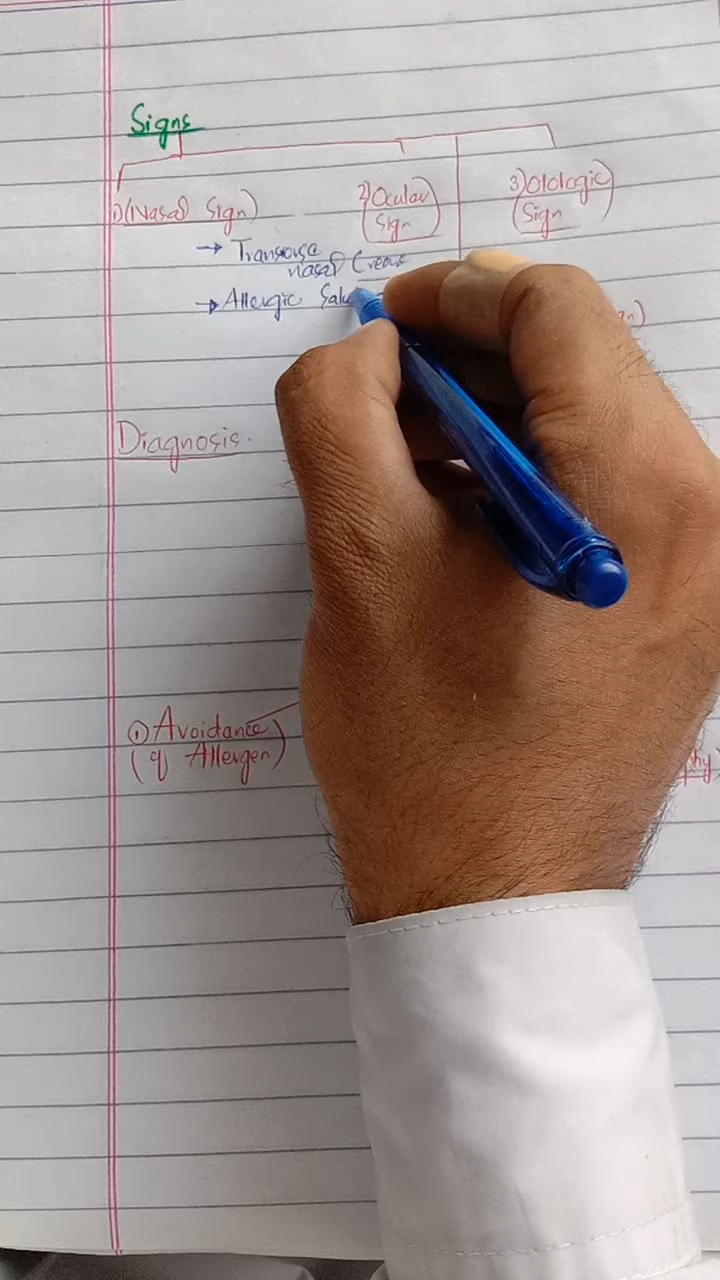 Signs
1) (Nasal Sign)
2) Ocular
Sign
3) Otologic
(Sign)
→ Transverse
nasal Crease
→ Allergic Salu
Diagnosis.
① Avoidance
(of Allergen)